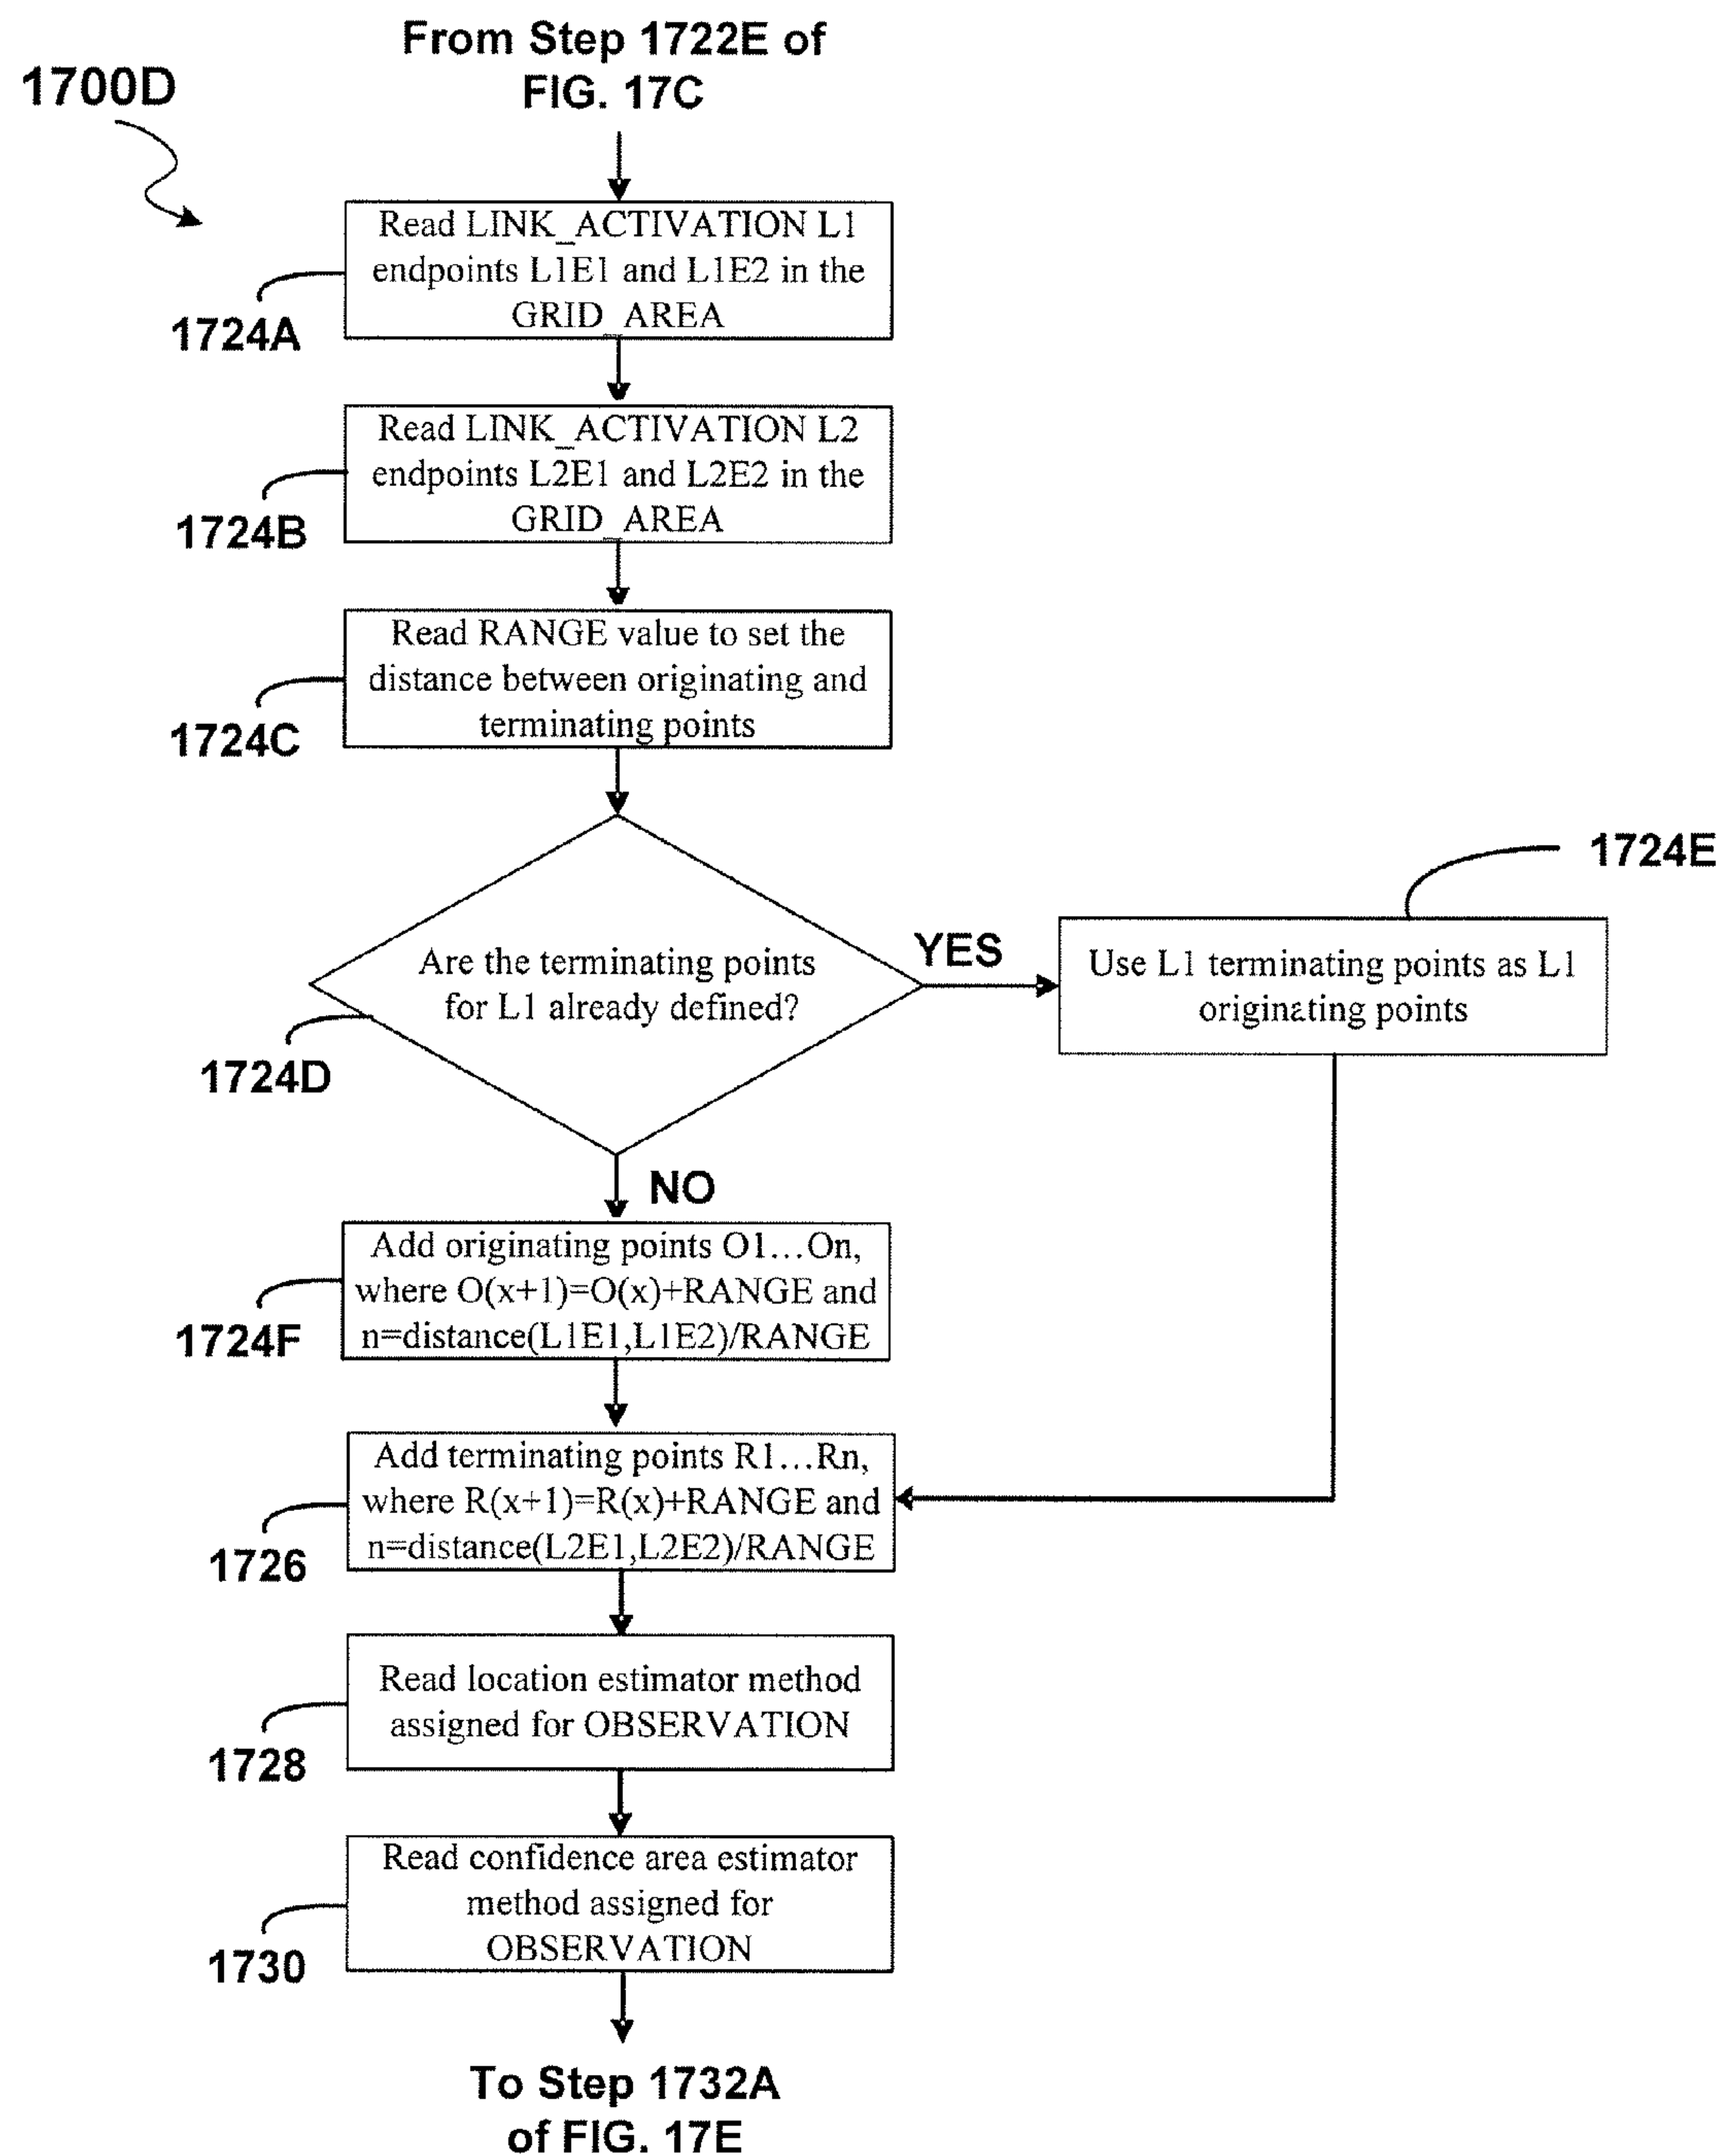 From Step 1722E of
FIG. 17C
1700D
Read LINK_ACTIVATION L1
endpoints L1E1 and L1E2 in the
GRID_AREA
1724A
Read LINK_ACTIVATION L2
endpoints L2E1 and L2E2 in the
GRID_AREA
1724B
Read RANGE value to set the
distance between originating and
terminating points
1724C
1724E
Are the terminating points
for L1 already defined?
YES
Use L1 terminating points as L1
originating points
1724D
NO
Add originating points O1...On,
where O(x+1)=O(x)+RANGE and
n=distance(L1E1,L1E2)/RANGE
1724F
Add terminating points R1...Rn,
where R(x+1)=R(x)+RANGE and
n=distance(L2E1,L2E2)/RANGE
1726
Read location estimator method
assigned for OBSERVATION
1728
Read confidence area estimator
method assigned for
OBSERVATION
1730
To Step 1732A
of FIG. 17E